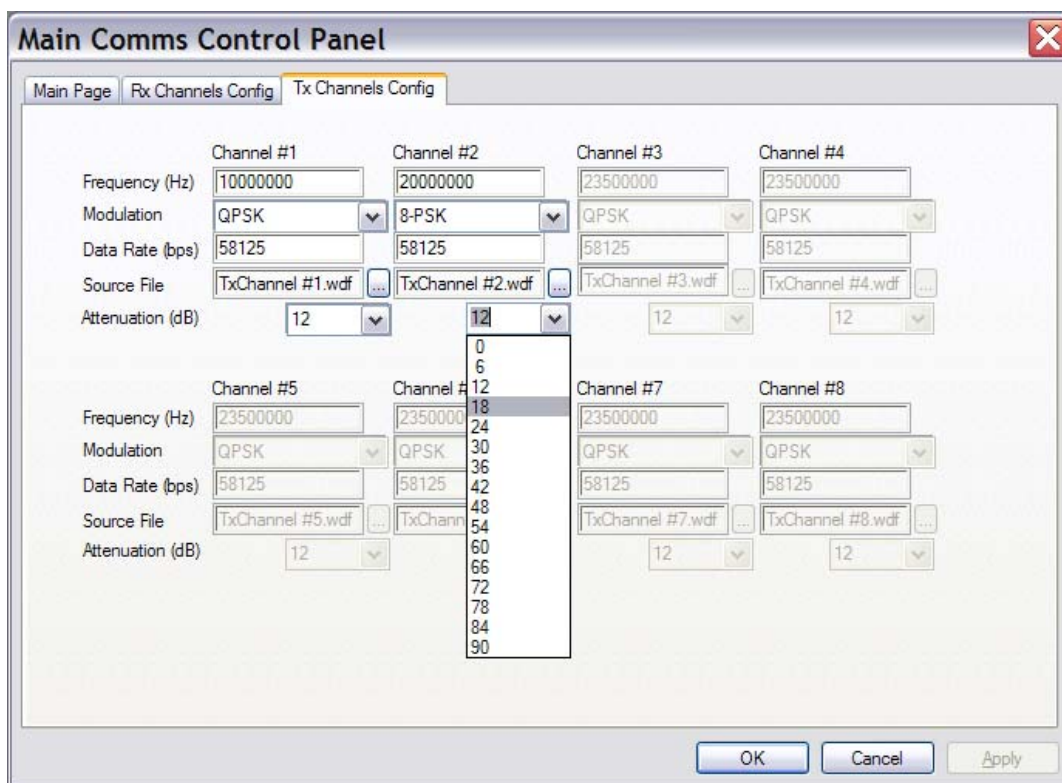 Main Comms Control Panel
Main Page Rx Channels Config Tx Channels Config
Channel #1 Channel #2 Channel #3 Channel #4
Frequency (Hz) 10000000 20000000 23500000 23500000
Modulation QPSK 8-PSK QPSK QPSK
Data Rate (bps) 58125 58125 58125 58125
Source File TxChannel #1.wdf ... TxChannel #2.wdf ... TxChannel #3.wdf ... TxChannel #4.wdf ...
Attenuation (dB) 12 12 12 12
0
6
12
18
24
30
36
42
48
54
60
66
72
78
84
90
Channel #5 Channel # Channel #7 Channel #8
Frequency (Hz) 23500000 235000 23500000 23500000
Modulation QPSK QPSK QPSK QPSK
Data Rate (bps) 58125 58125 58125 58125
Source File TxChannel #5.wdf ... TxChann TxChannel #7.wdf ... TxChannel #8.wdf ...
Attenuation (dB) 12 12 12
OK Cancel Apply